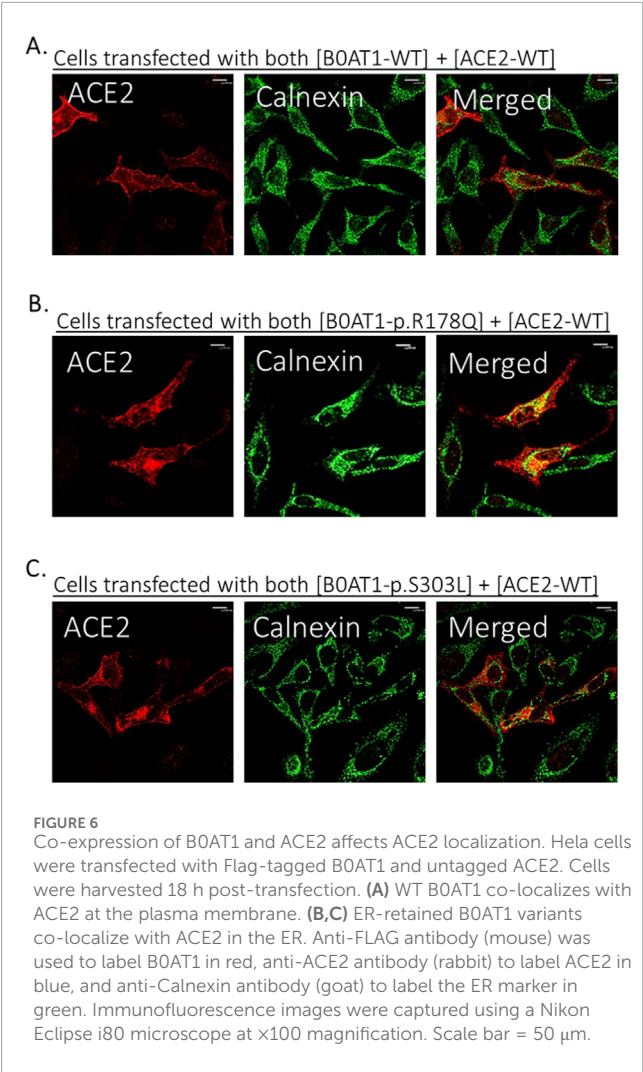 A.
Cells transfected with both [B0AT1-WT] + [ACE2-WT]
ACE2
Calnexin
Merged
B.
Cells transfected with both [B0AT1-p.R178Q] + [ACE2-WT]
ACE2
Calnexin
Merged
C.
Cells transfected with both [B0AT1-p.S303L] + [ACE2-WT]
ACE2
Calnexin
Merged
FIGURE 6
Co-expression of B0AT1 and ACE2 affects ACE2 localization. Hela cells
were transfected with Flag-tagged B0AT1 and untagged ACE2. Cells
were harvested 18 h post-transfection. (A) WT B0AT1 co-localizes with
ACE2 at the plasma membrane. (B,C) ER-retained B0AT1 variants
co-localize with ACE2 in the ER. Anti-FLAG antibody (mouse) was
used to label B0AT1 in red, anti-ACE2 antibody (rabbit) to label ACE2 in
blue, and anti-Calnexin antibody (goat) to label the ER marker in
green. Immunofluorescence images were captured using a Nikon
Eclipse i80 microscope at ×100 magnification. Scale bar = 50 μm.